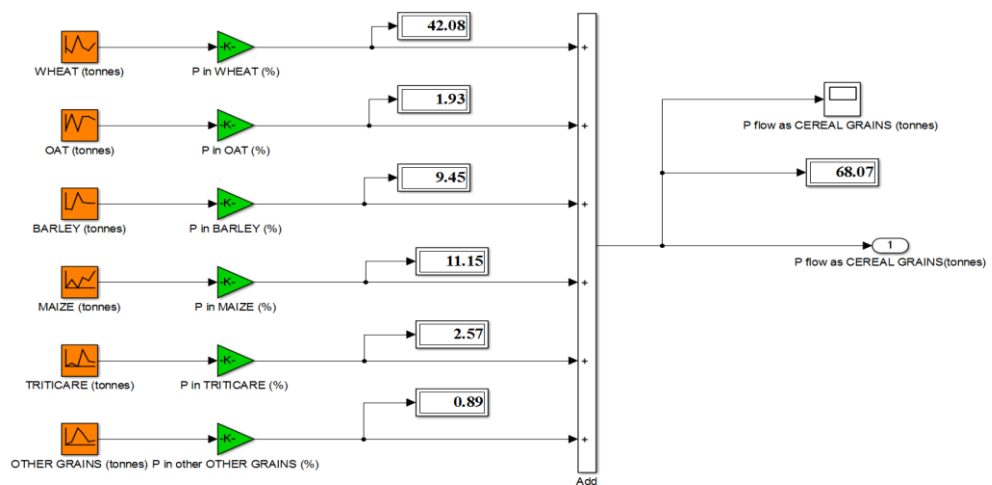 42.08
-K-
+
WHEAT (tonnes)
P in WHEAT (%)
1.93
-K-
+
OAT (tonnes)
P in OAT (%)
P flow as CEREAL GRAINS (tonnes)
9.45
68.07
-K-
+
BARLEY (tonnes)
P in BARLEY (%)
1
P flow as CEREAL GRAINS(tonnes)
11.15
-K-
+
MAIZE (tonnes)
P in MAIZE (%)
2.57
-K-
+
TRITICARE (tonnes)
P in TRITICARE (%)
0.89
-K-
+
OTHER GRAINS (tonnes)
P in other OTHER GRAINS (%)
Add